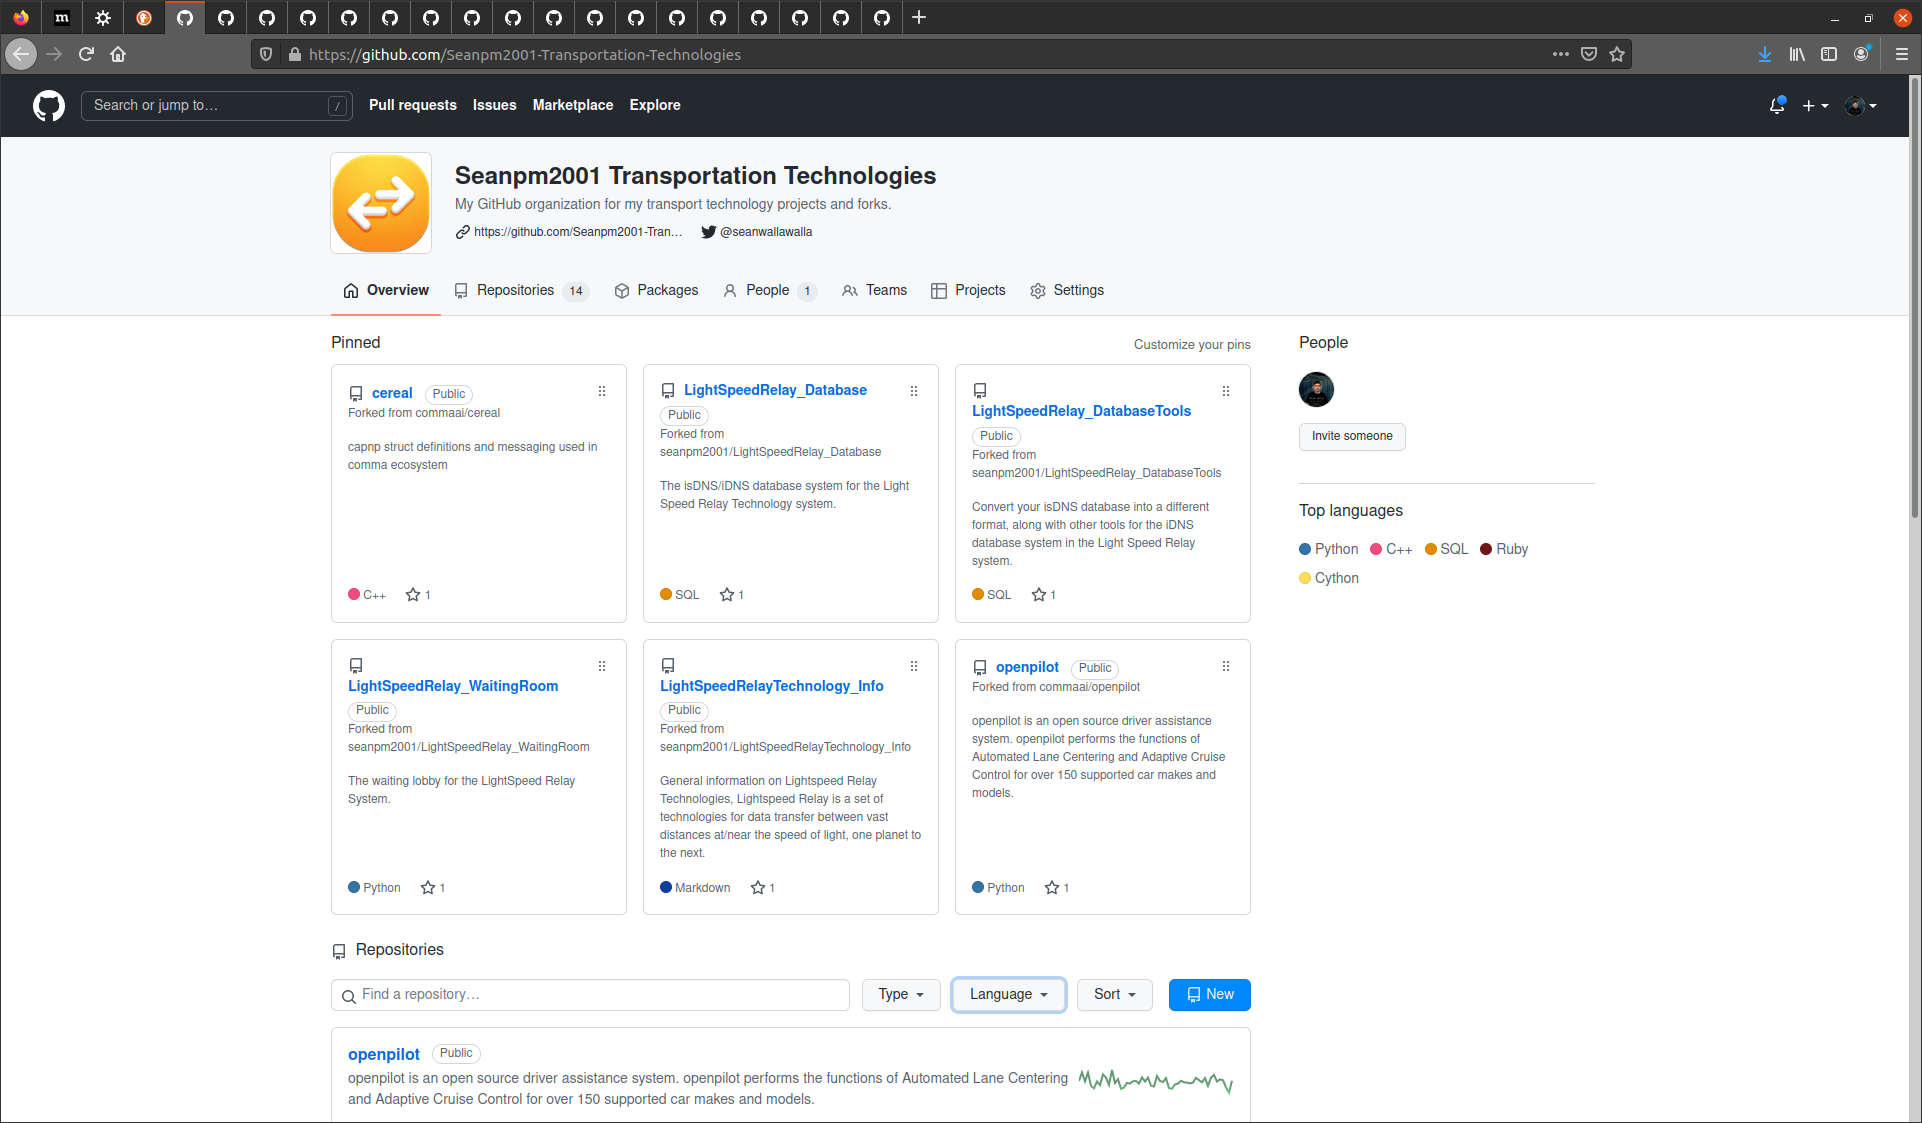 m
https://github.com/Seanpm2001-Transportation-Technologies
Search or jump to… /
Pull requests Issues Marketplace Explore
Seanpm2001 Transportation Technologies
My GitHub organization for my transport technology projects and forks.
https://github.com/Seanpm2001-Tran… @seanwallawalla
Overview Repositories 14 Packages People 1 Teams Projects Settings
Pinned
Customize your pins
cereal Public
Forked from commaai/cereal
capnp struct definitions and messaging used in
comma ecosystem
C++ 1
LightSpeedRelay_Database
Public
Forked from
seanpm2001/LightSpeedRelay_Database
The isDNS/iDNS database system for the Light
Speed Relay Technology system.
SQL 1
LightSpeedRelay_DatabaseTools
Public
Forked from
seanpm2001/LightSpeedRelay_DatabaseTools
Convert your isDNS database into a different
format, along with other tools for the iDNS
database system in the Light Speed Relay
system.
SQL 1
LightSpeedRelay_WaitingRoom
Public
Forked from
seanpm2001/LightSpeedRelay_WaitingRoom
The waiting lobby for the LightSpeed Relay
System.
Python 1
LightSpeedRelayTechnology_Info
Public
Forked from
seanpm2001/LightSpeedRelayTechnology_Info
General information on Lightspeed Relay
Technologies, Lightspeed Relay is a set of
technologies for data transfer between vast
distances at/near the speed of light, one planet to
the next.
Markdown 1
openpilot Public
Forked from commaai/openpilot
openpilot is an open source driver assistance
system. openpilot performs the functions of
Automated Lane Centering and Adaptive Cruise
Control for over 150 supported car makes and
models.
Python 1
People
Invite someone
Top languages
Python C++ SQL Ruby
Cython
Repositories
Find a repository…
Type Language Sort New
openpilot Public
openpilot is an open source driver assistance system. openpilot performs the functions of Automated Lane Centering
and Adaptive Cruise Control for over 150 supported car makes and models.